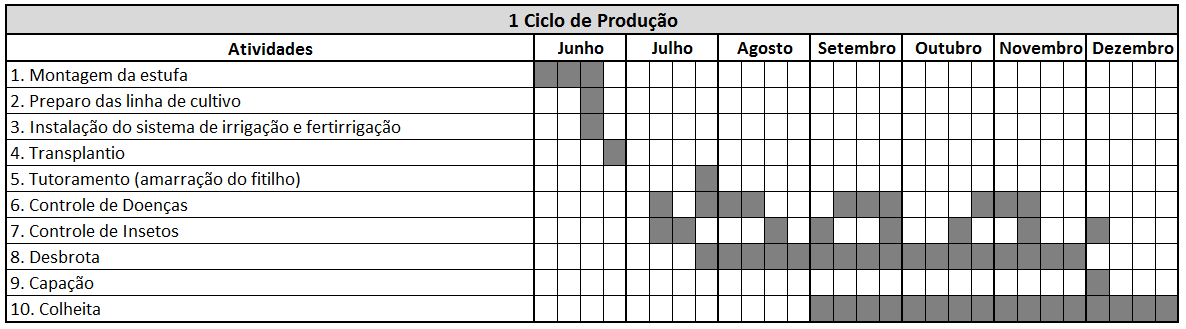 1 Ciclo de Produção
Atividades Junho Julho Agosto Setembro Outubro Novembro Dezembro
1. Montagem da estufa
2. Preparo das linha de cultivo
3. Instalação do sistema de irrigação e fertirrigação
4. Transplantio
5. Tutoramento (amarração do fitilho)
6. Controle de Doenças
7. Controle de Insetos
8. Desbrota
9. Capação
10. Colheita